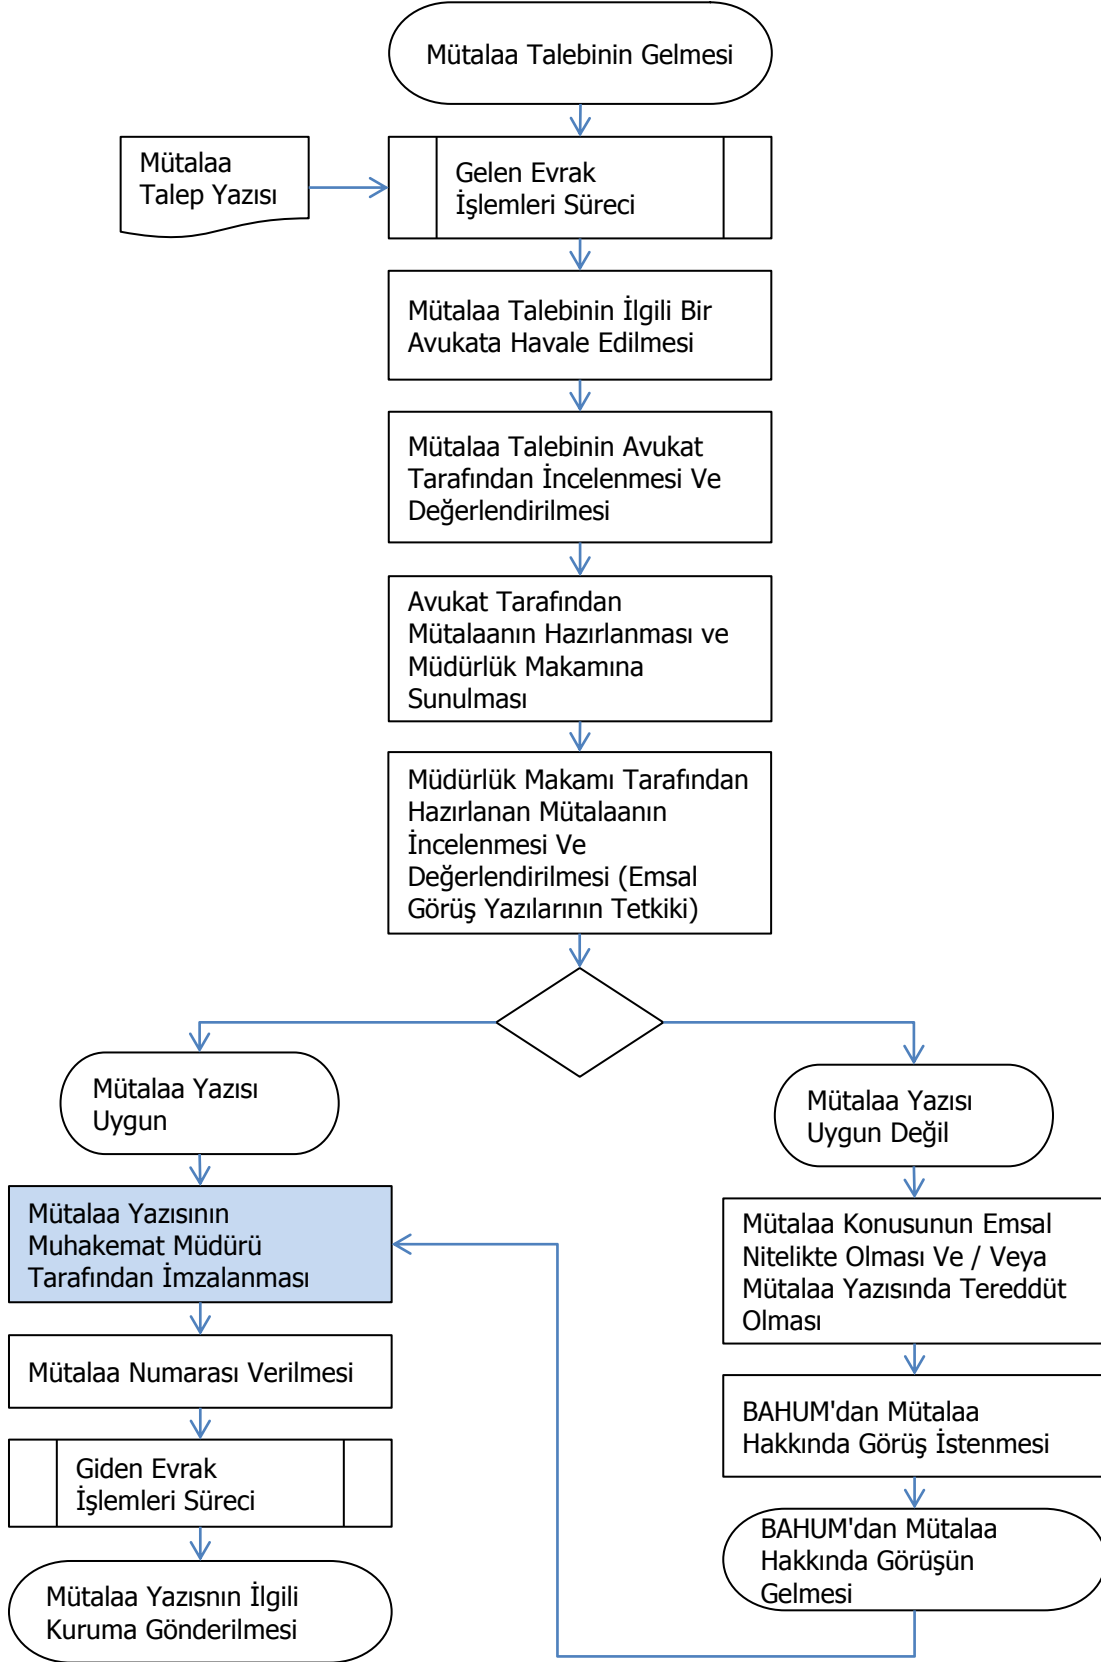 Mütalaa Talebinin Gelmesi
Mütalaa
Talep Yazısı
Gelen Evrak
İşlemleri Süreci
Mütalaa Talebinin İlgili Bir
Avukata Havale Edilmesi
Mütalaa Talebinin Avukat
Tarafından İncelenmesi Ve
Değerlendirilmesi
Avukat Tarafından
Mütalaanın Hazırlanması ve
Müdürlük Makamına
Sunulması
Müdürlük Makamı Tarafından
Hazırlanan Mütalaanın
İncelenmesi Ve
Değerlendirilmesi (Emsal
Görüş Yazılarının Tetkiki)
Mütalaa Yazısı
Uygun
Mütalaa Yazısının
Muhakemat Müdürü
Tarafından İmzalanması
Mütalaa Numarası Verilmesi
Giden Evrak
İşlemleri Süreci
Mütalaa Yazısnın İlgili
Kuruma Gönderilmesi
Mütalaa Yazısı
Uygun Değil
Mütalaa Konusunun Emsal
Nitelikte Olması Ve / Veya
Mütalaa Yazısında Tereddüt
Olması
BAHUM'dan Mütalaa
Hakkında Görüş İstenmesi
BAHUM'dan Mütalaa
Hakkında Görüşün
Gelmesi